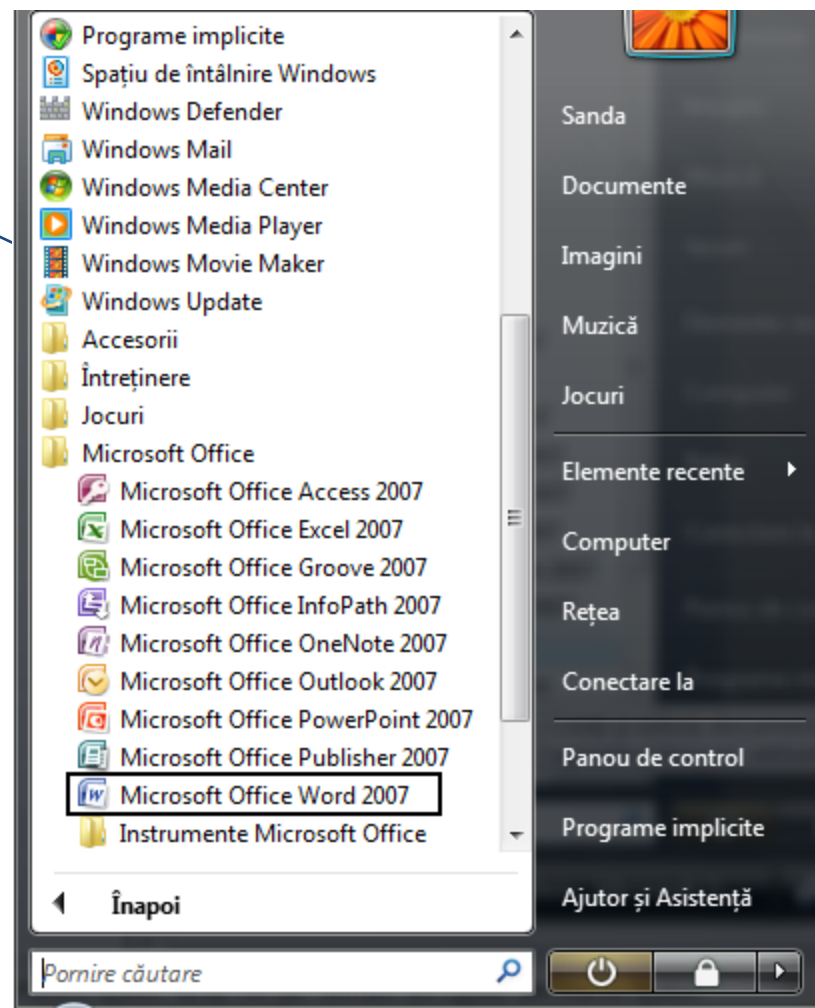 Programe implicite
Spațiu de întâlnire Windows
Windows Defender
Windows Mail
Windows Media Center
Windows Media Player
Windows Movie Maker
Windows Update
Accesorii
Întreținere
Jocuri
Microsoft Office
Microsoft Office Access 2007
Microsoft Office Excel 2007
Microsoft Office Groove 2007
Microsoft Office InfoPath 2007
Microsoft Office OneNote 2007
Microsoft Office Outlook 2007
Microsoft Office PowerPoint 2007
Microsoft Office Publisher 2007
Microsoft Office Word 2007
Instrumente Microsoft Office
Înapoi
Pornire căutare
Sanda
Documente
Imagini
Muzică
Jocuri
Elemente recente
Computer
Rețea
Conectare la
Panou de control
Programe implicite
Ajutor și Asistență